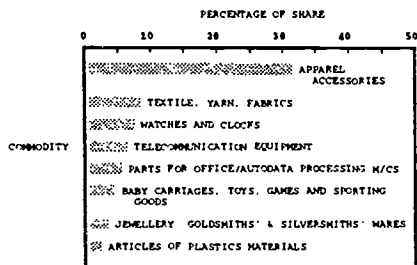 PERCENTAGE OF SHARE
0 10 20 30 40 50
APPAREL
ACCESSORIES
TEXTILE, YARN, FABRICS
WATCHES AND CLOCKS
COMMODITY
TELECOMMUNICATION EQUIPMENT
PARTS FOR OFFICE/AUTODATA PROCESSING M/CS
BABY CARRIAGES, TOYS, GAMES AND SPORTING
GOODS
JEWELLERY GOLDSMITHS' & SILVERSMITHS' WARES
ARTICLES OF PLASTICS MATERIALS